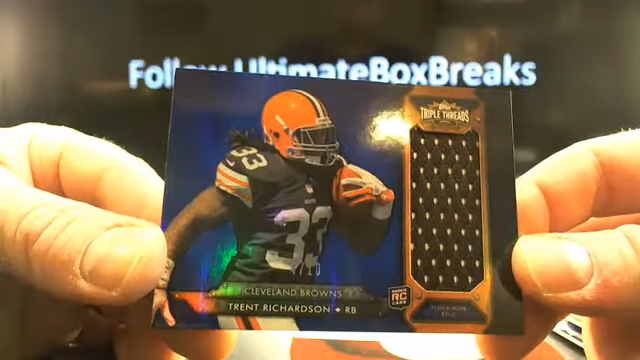 Follow UltimateBoxBreaks
TRIPLE THREADS
33
33
CLEVELAND BROWNS
TRENT RICHARDSON ◆ RB
RC